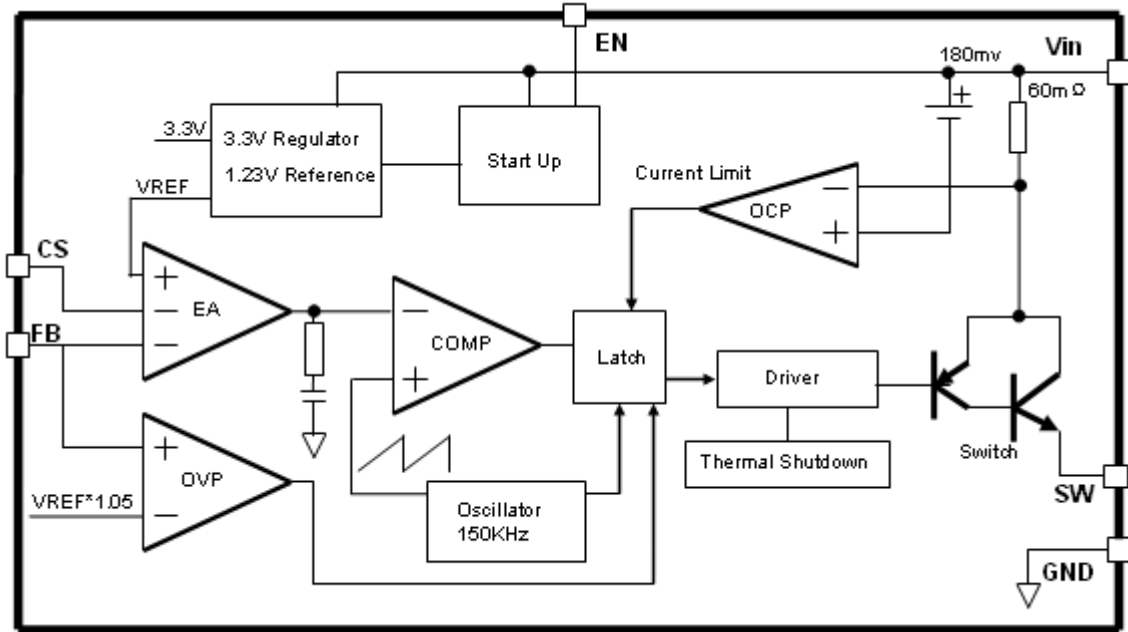 EN
Vin
180mv
60mΩ
3.3V
3.3V Regulator
1.23V Reference
Start Up
VREF
Current Limit
OCP
CS
EA
FB
COMP
Latch
Driver
OVP
VREF*1.05
Oscillator
150KHz
Thermal Shutdown
Switch
SW
GND